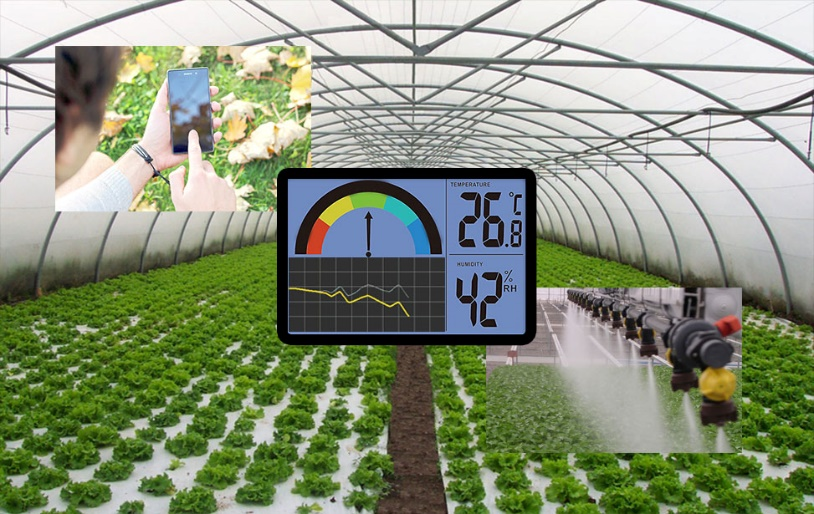 TEMPERATURE
26.8 °C
HUMIDITY
42 % RH